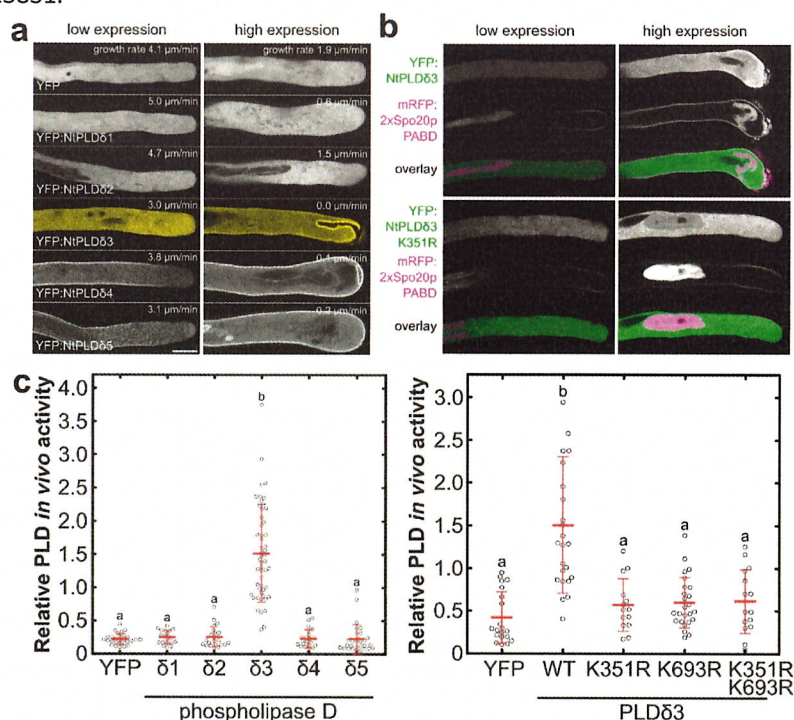 a
low expression
high expression
growth rate 4.1 µm/min
growth rate 1.9 µm/min
YFP
5.0 µm/min
0.6 µm/min
YFP:NtPLDδ1
4.7 µm/min
1.5 µm/min
YFP:NtPLDδ2
3.0 µm/min
0.0 µm/min
YFP:NtPLDδ3
3.8 µm/min
0.1 µm/min
YFP:NtPLDδ4
3.1 µm/min
0.2 µm/min
YFP:NtPLDδ5
b
low expression
high expression
YFP:
NtPLDδ3
mRFP:
2xSpo20p
PABD
overlay
YFP:
NtPLDδ3
K351R
mRFP:
2xSpo20p
PABD
overlay
c
Relative PLD in vivo activity
4.0
3.5
3.0
2.5
2.0
1.5
1.0
0.5
0
a
a
a
b
a
a
YFP
δ1
δ2
δ3
δ4
δ5
phospholipase D
Relative PLD in vivo activity
3.0
2.5
2.0
1.5
1.0
0.5
0
a
b
a
a
a
YFP
WT
K351R
K693R
K351R
K693R
PLDδ3